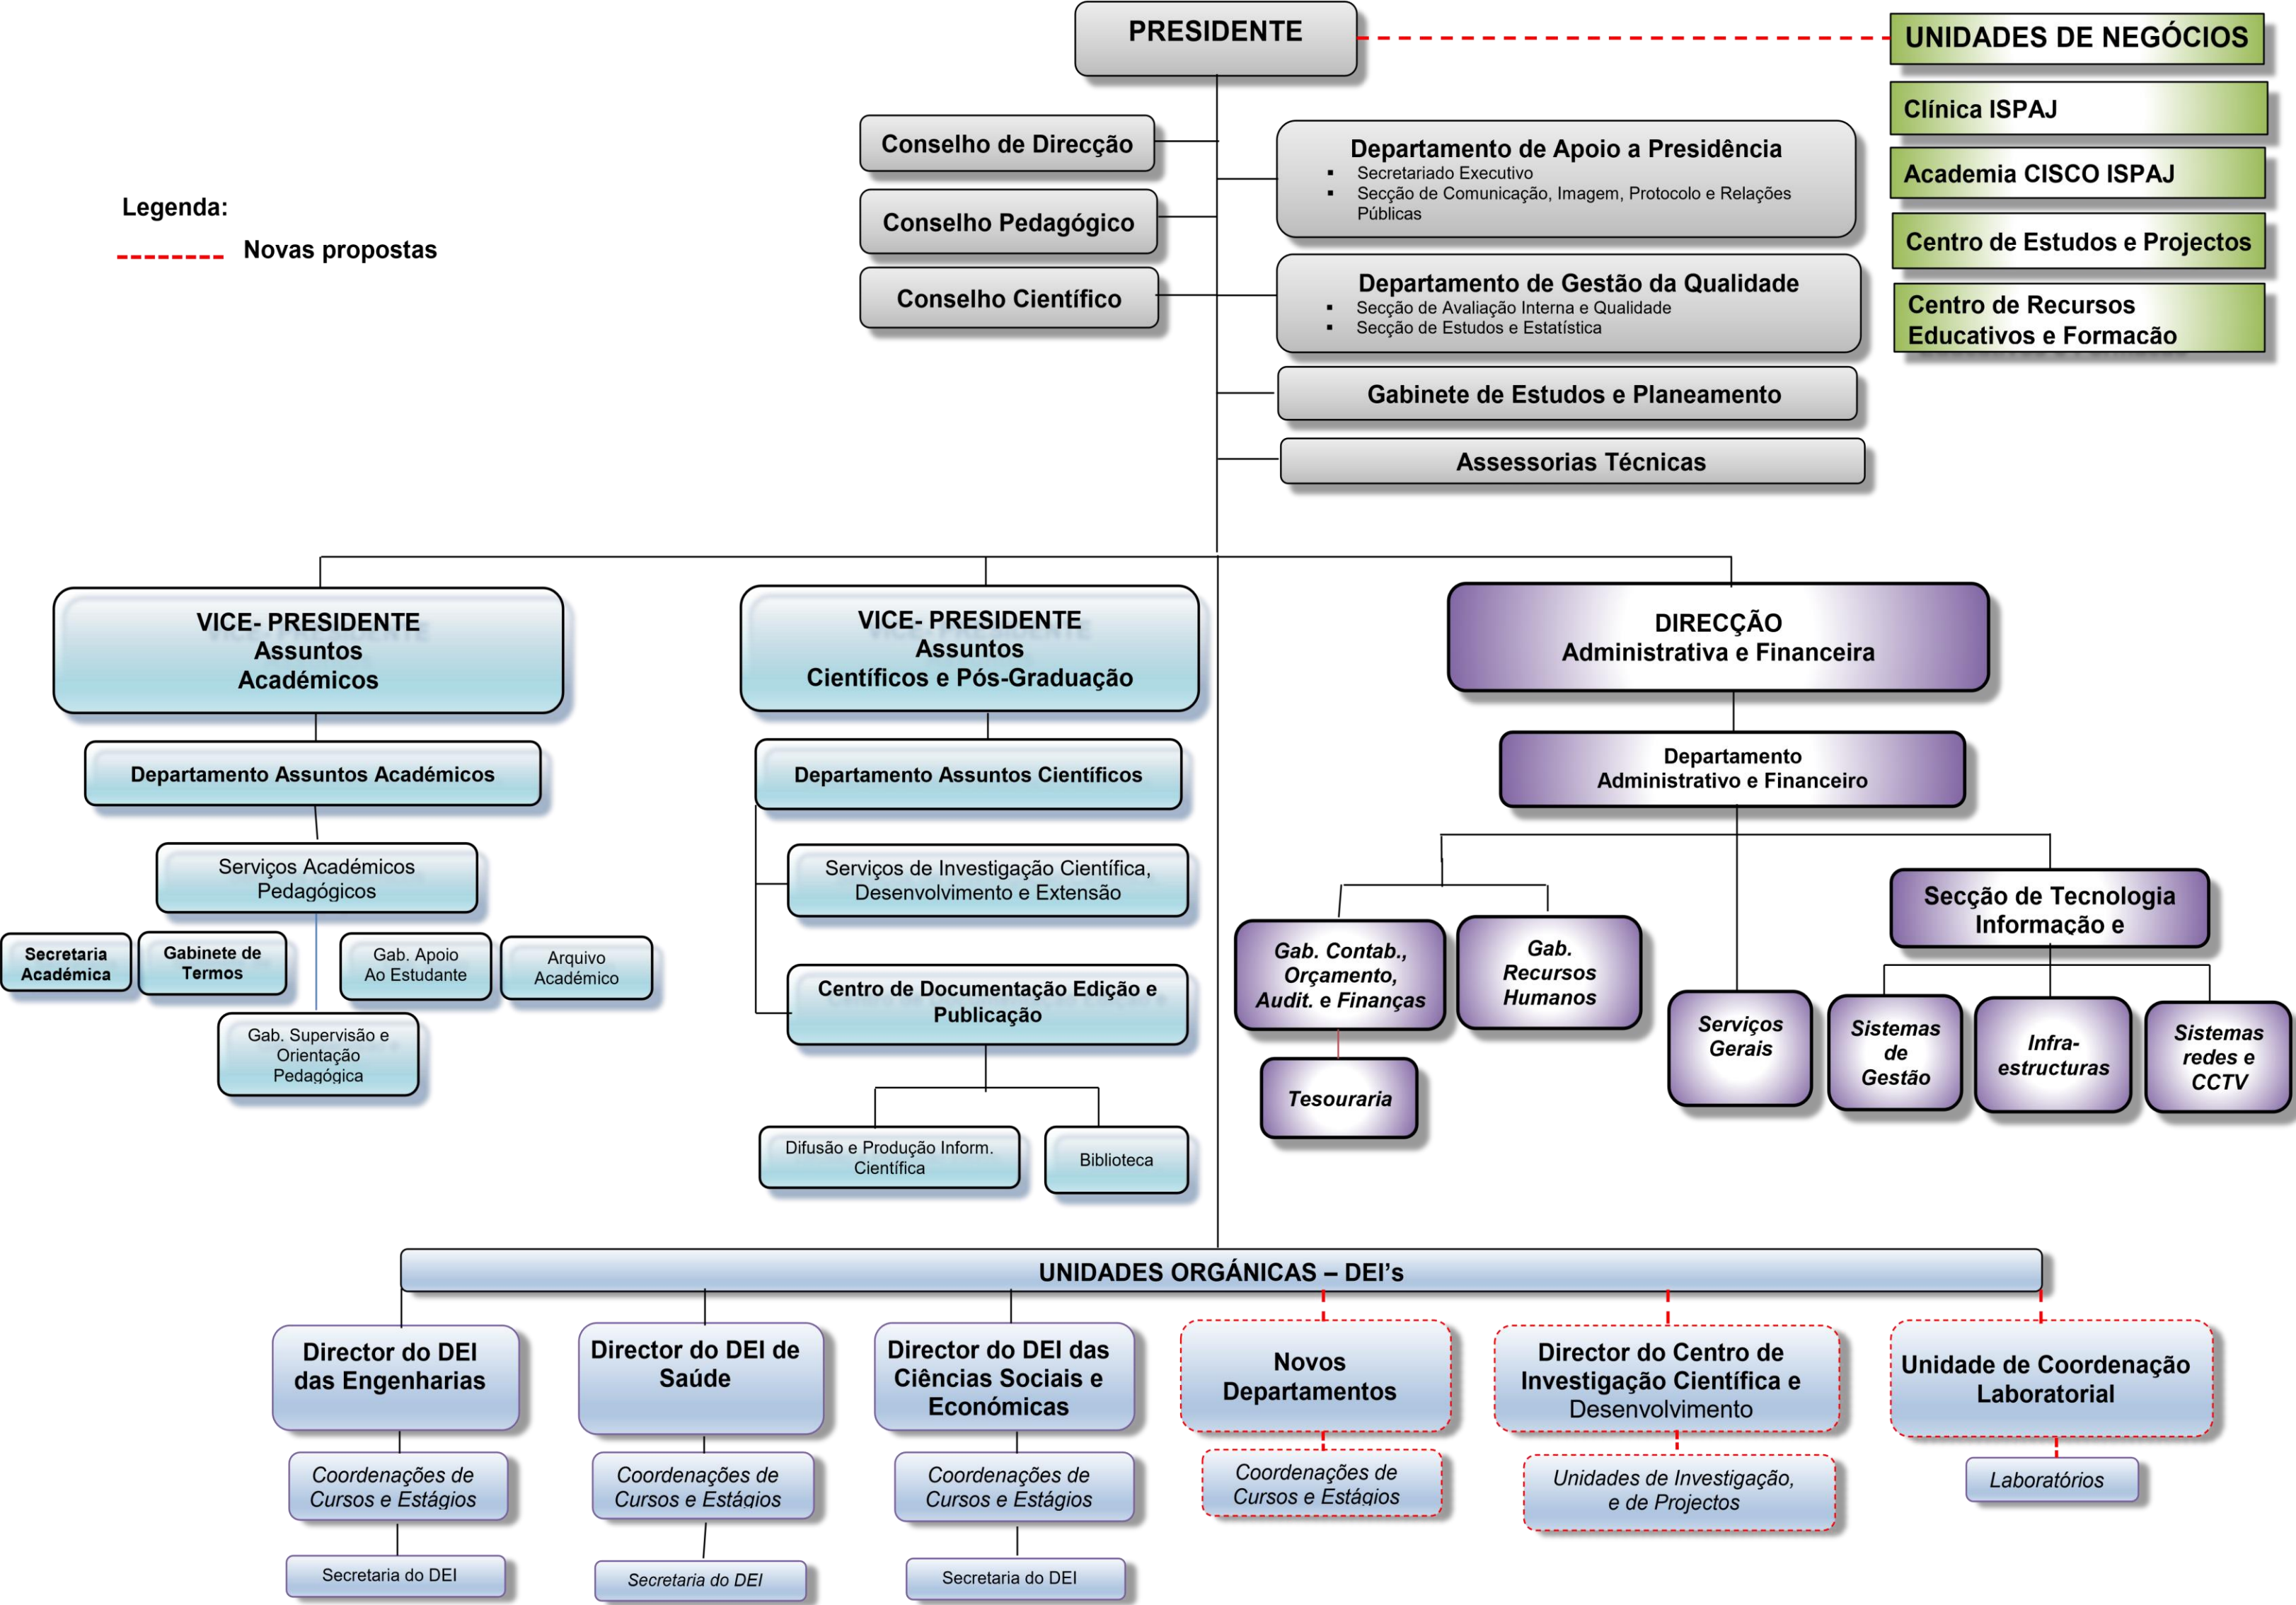 PRESIDENTE
UNIDADES DE NEGÓCIOS
Clínica ISPAJ
Academia CISCO ISPAJ
Centro de Estudos e Projectos
Centro de Recursos
Educativos e Formacão
Conselho de Direcção
Conselho Pedagógico
Conselho Científico
Departamento de Apoio a Presidência
▪ Secretariado Executivo
▪ Secção de Comunicação, Imagem, Protocolo e Relações
Públicas
Departamento de Gestão da Qualidade
▪ Secção de Avaliação Interna e Qualidade
▪ Secção de Estudos e Estatística
Gabinete de Estudos e Planeamento
Assessorias Técnicas
Legenda:
Novas propostas
VICE- PRESIDENTE
Assuntos
Académicos
Departamento Assuntos Académicos
Serviços Académicos
Pedagógicos
Secretaria
Académica
Gabinete de
Termos
Gab. Apoio
Ao Estudante
Arquivo
Académico
Gab. Supervisão e
Orientação
Pedagógica
VICE- PRESIDENTE
Assuntos
Científicos e Pós-Graduação
Departamento Assuntos Científicos
Serviços de Investigação Científica,
Desenvolvimento e Extensão
Centro de Documentação Edição e
Publicação
Difusão e Produção Inform.
Científica
Biblioteca
DIRECÇÃO
Administrativa e Financeira
Departamento
Administrativo e Financeiro
Gab. Contab.,
Orçamento,
Audit. e Finanças
Gab.
Recursos
Humanos
Tesouraria
Serviços
Gerais
Secção de Tecnologia
Informação e
Sistemas
de
Gestão
Infra-
estructuras
Sistemas
redes e
CCTV
UNIDADES ORGÁNICAS – DEI’s
Director do DEI
das Engenharias
Coordenações de
Cursos e Estágios
Secretaria do DEI
Director do DEI de
Saúde
Coordenações de
Cursos e Estágios
Secretaria do DEI
Director do DEI das
Ciências Sociais e
Económicas
Coordenações de
Cursos e Estágios
Secretaria do DEI
Novos
Departamentos
Coordenações de
Cursos e Estágios
Director do Centro de
Investigação Científica e
Desenvolvimento
Unidades de Investigação,
e de Projectos
Unidade de Coordenação
Laboratorial
Laboratórios